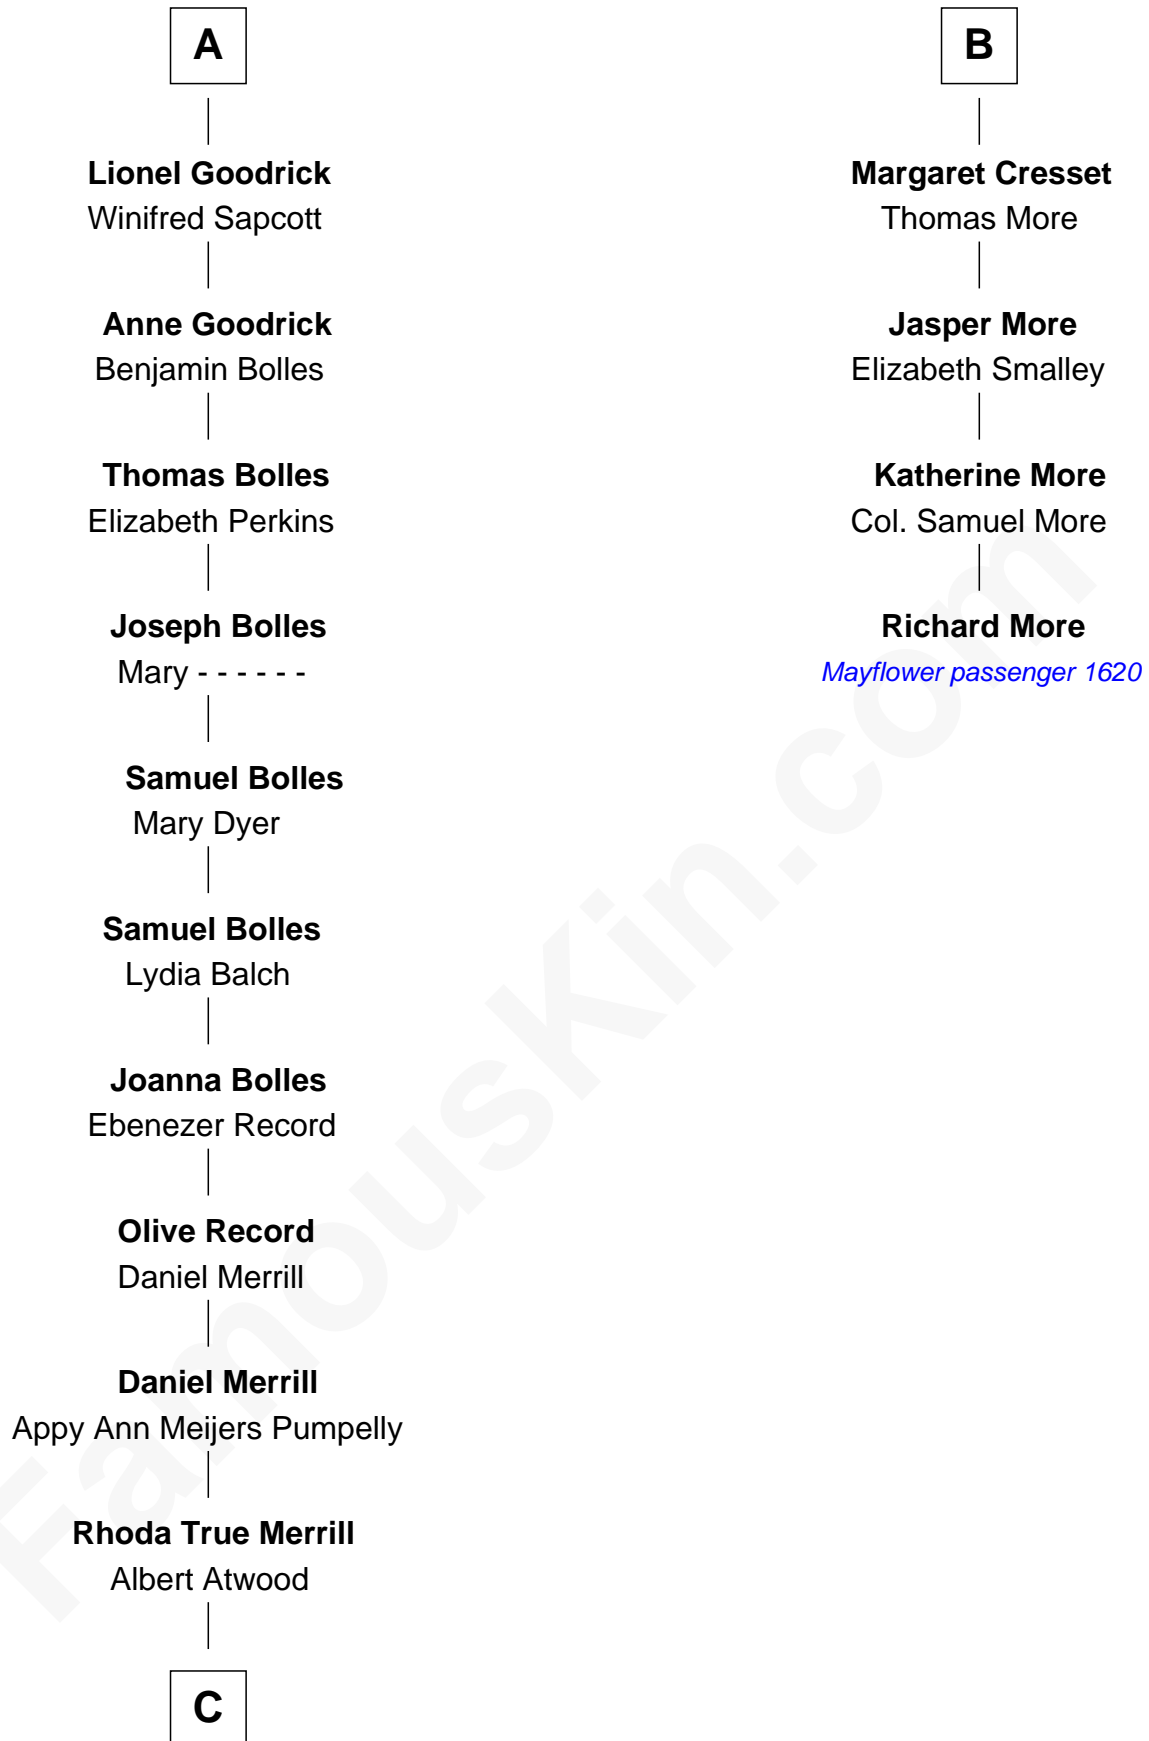 A
Lionel Goodrick
Winifred Sapcott
Anne Goodrick
Benjamin Bolles
Thomas Bolles
Elizabeth Perkins
Joseph Bolles
Mary - - - - - -
Samuel Bolles
Mary Dyer
Samuel Bolles
Lydia Balch
Joanna Bolles
Ebenezer Record
Olive Record
Daniel Merrill
Daniel Merrill
Appy Ann Meijers Pumpelly
Rhoda True Merrill
Albert Atwood
C
B
Margaret Cresset
Thomas More
Jasper More
Elizabeth Smalley
Katherine More
Col. Samuel More
Richard More
Mayflower passenger 1620
FamousKin.com